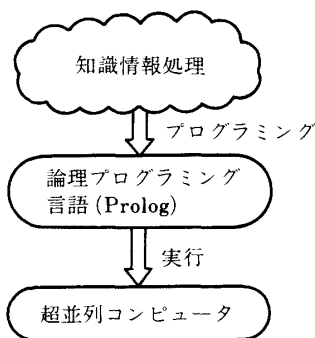 知識情報処理
プログラミング
論理プログラミング
言語(Prolog)
実行
超並列コンピュータ